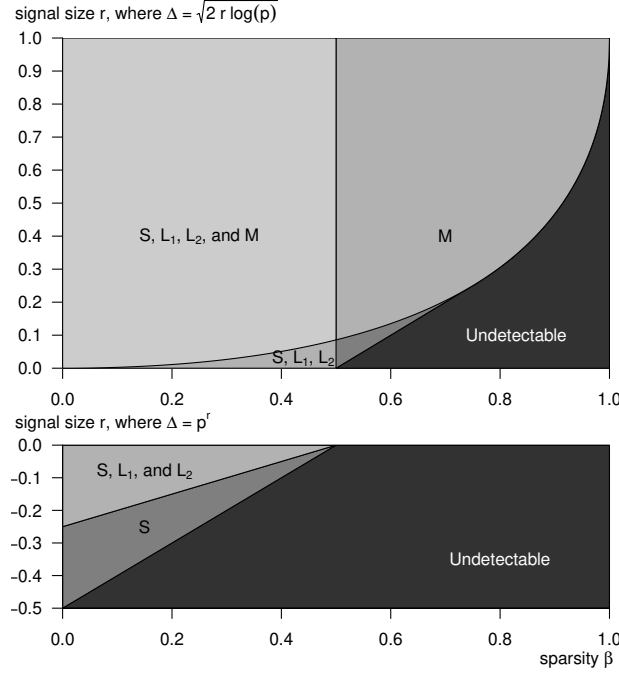 signal size r, where Δ = √2 r log(p)
1.0
0.9
0.8
0.7
0.6
0.5
0.4
0.3
0.2
0.1
0.0
S, L₁, L₂, and M
M
S, L₁, L₂
Undetectable
0.0 0.2 0.4 0.6 0.8 1.0
signal size r, where Δ = pʳ
0.0
−0.1
−0.2
−0.3
−0.4
−0.5
S, L₁, and L₂
S
Undetectable
0.0 0.2 0.4 0.6 0.8 1.0
sparsity β